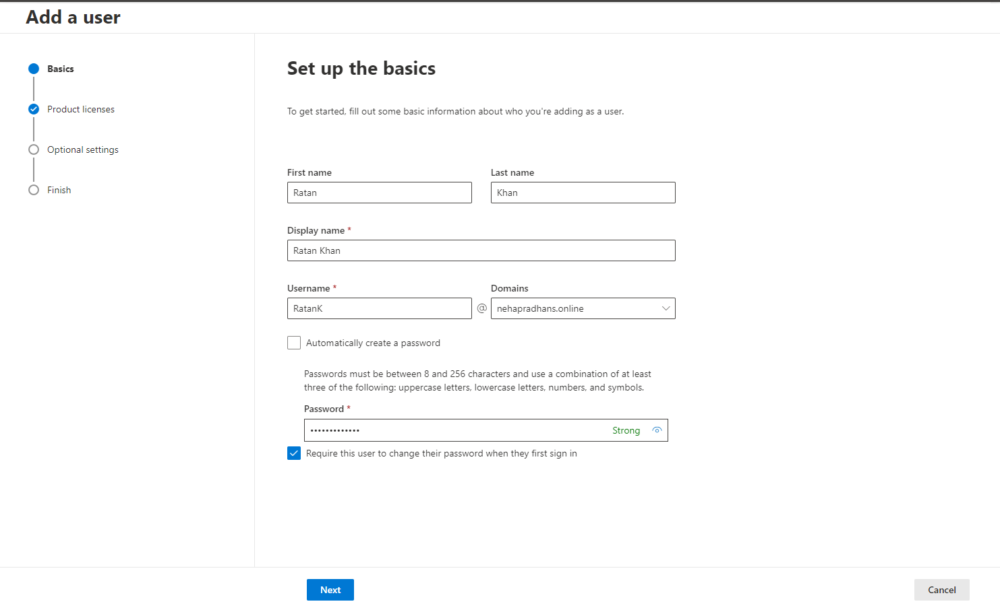 Add a user
Basics
Product licenses
Optional settings
Finish
Set up the basics
To get started, fill out some basic information about who you're adding as a user.
First name
Last name
Ratan
Khan
Display name *
Ratan Khan
Username *
Domains
RatanK
@
nehapradhans.online
Automatically create a password
Passwords must be between 8 and 256 characters and use a combination of at least
three of the following: uppercase letters, lowercase letters, numbers, and symbols.
Password *
•••••••••••••
Strong
Require this user to change their password when they first sign in
Next
Cancel